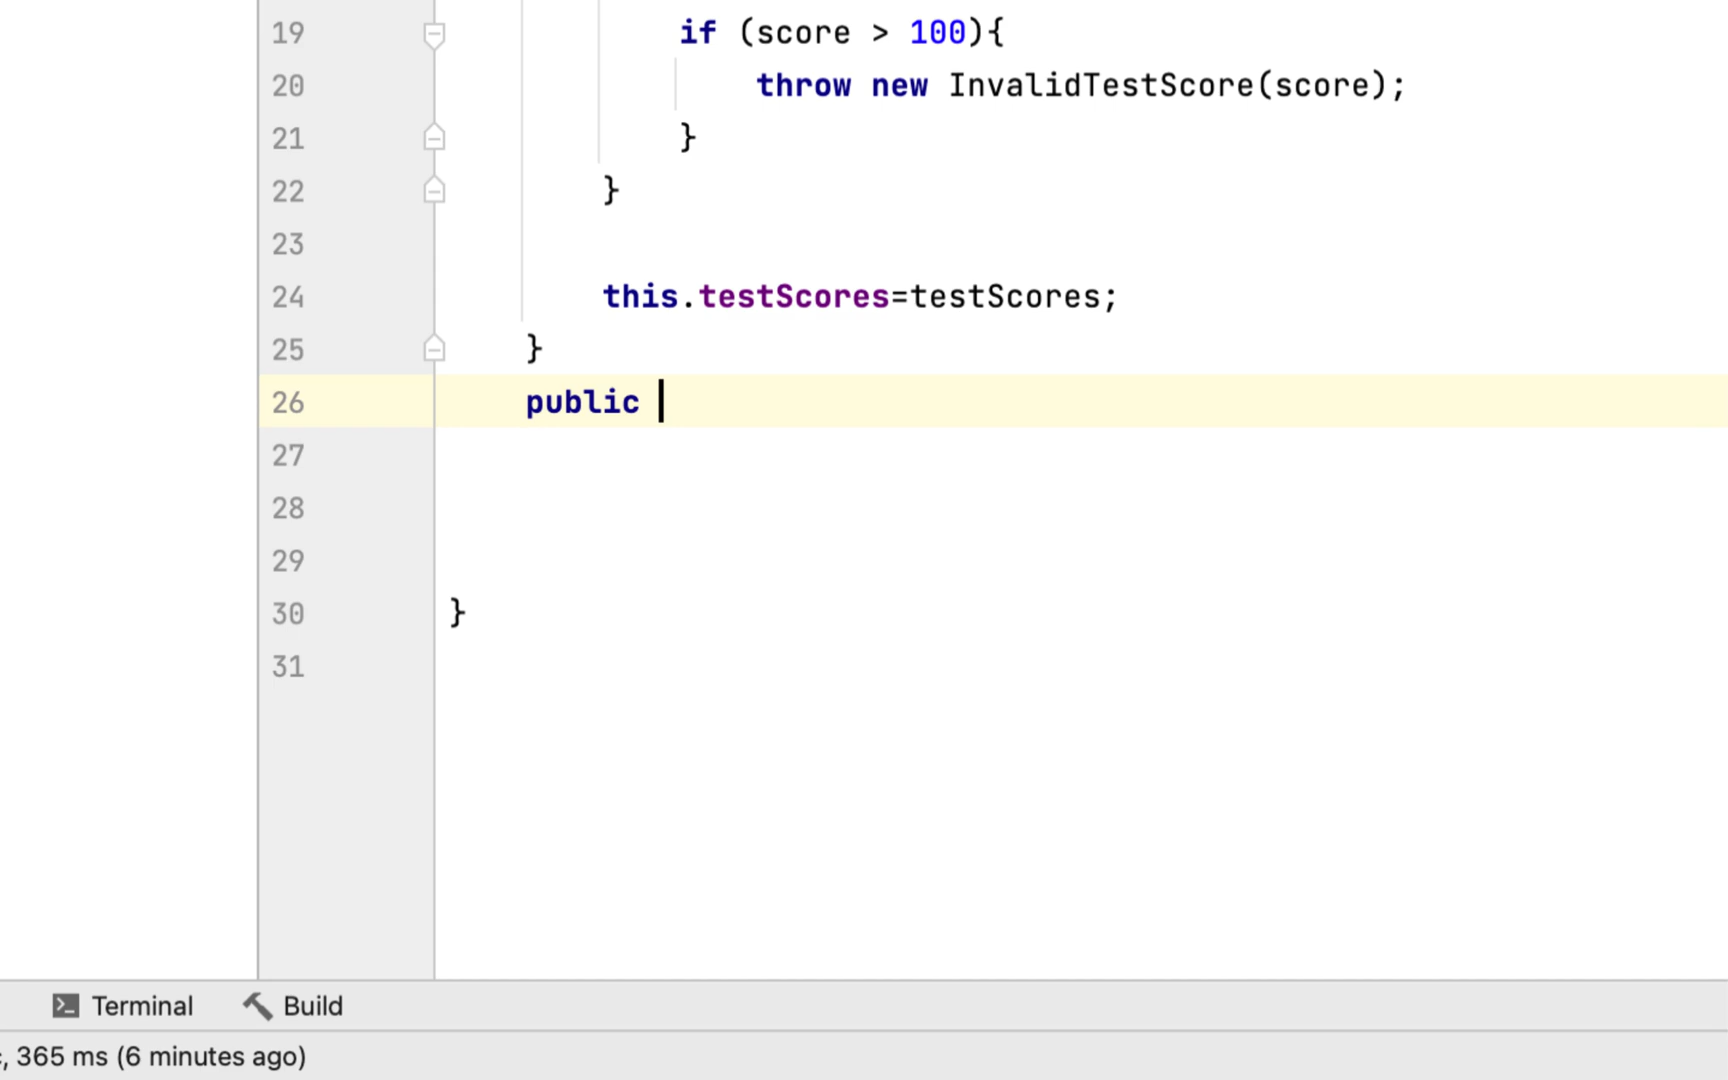 19 if (score > 100){
20 throw new InvalidTestScore(score);
21 }
22 }
23
24 this.testScores=testScores;
25 }
26 public
27
28
29
30 }
31
Terminal Build
, 365 ms (6 minutes ago)